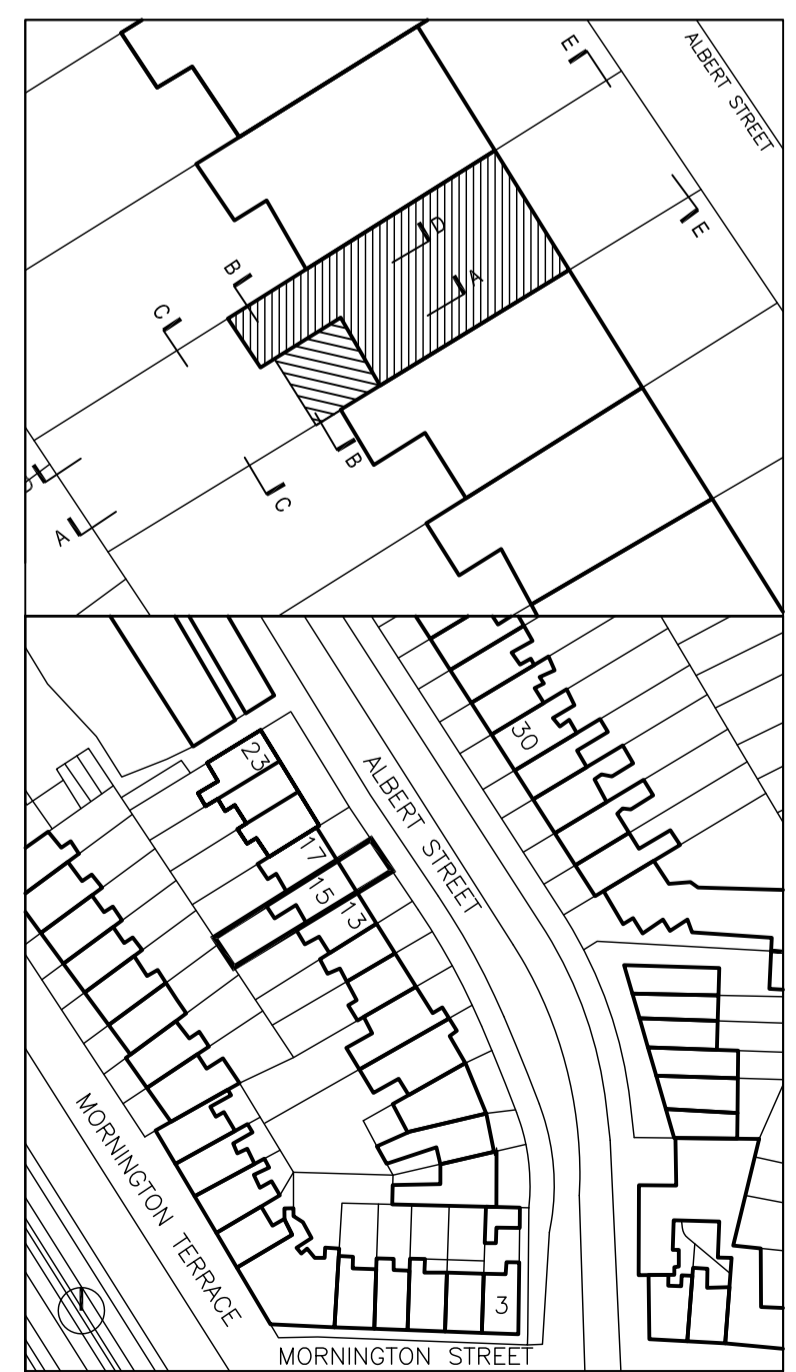 E
ALBERT STREET
E
D
A
B
C
B
C
D
A
30
23
ALBERT STREET
17
15
13
MORNINGTON TERRACE
3
MORNINGTON STREET